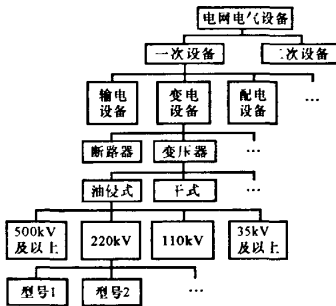 电网电气设备
一次设备
二次设备
输电
设备
变电
设备
配电
设备
…
断路器
变压器
…
油浸式
干式
…
500kV
及以上
220kV
110kV
35kV
及以上
型号1
型号2
…